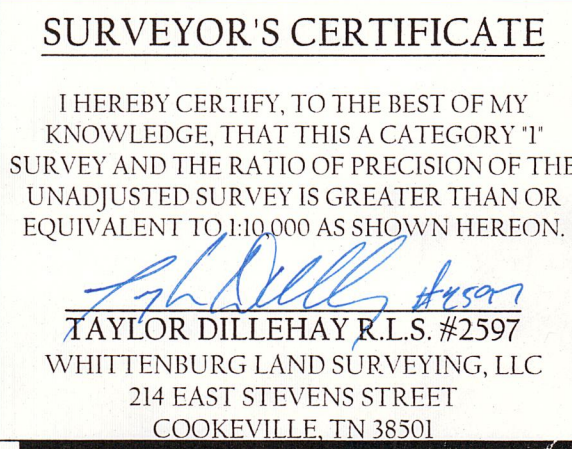 SURVEYOR'S CERTIFICATE
I HEREBY CERTIFY, TO THE BEST OF MY
KNOWLEDGE, THAT THIS A CATEGORY "1"
SURVEY AND THE RATIO OF PRECISION OF THE
UNADJUSTED SURVEY IS GREATER THAN OR
EQUIVALENT TO 1:10,000 AS SHOWN HEREON.
#2597
TAYLOR DILLEHAY R.L.S. #2597
WHITTENBURG LAND SURVEYING, LLC
214 EAST STEVENS STREET
COOKEVILLE, TN 38501